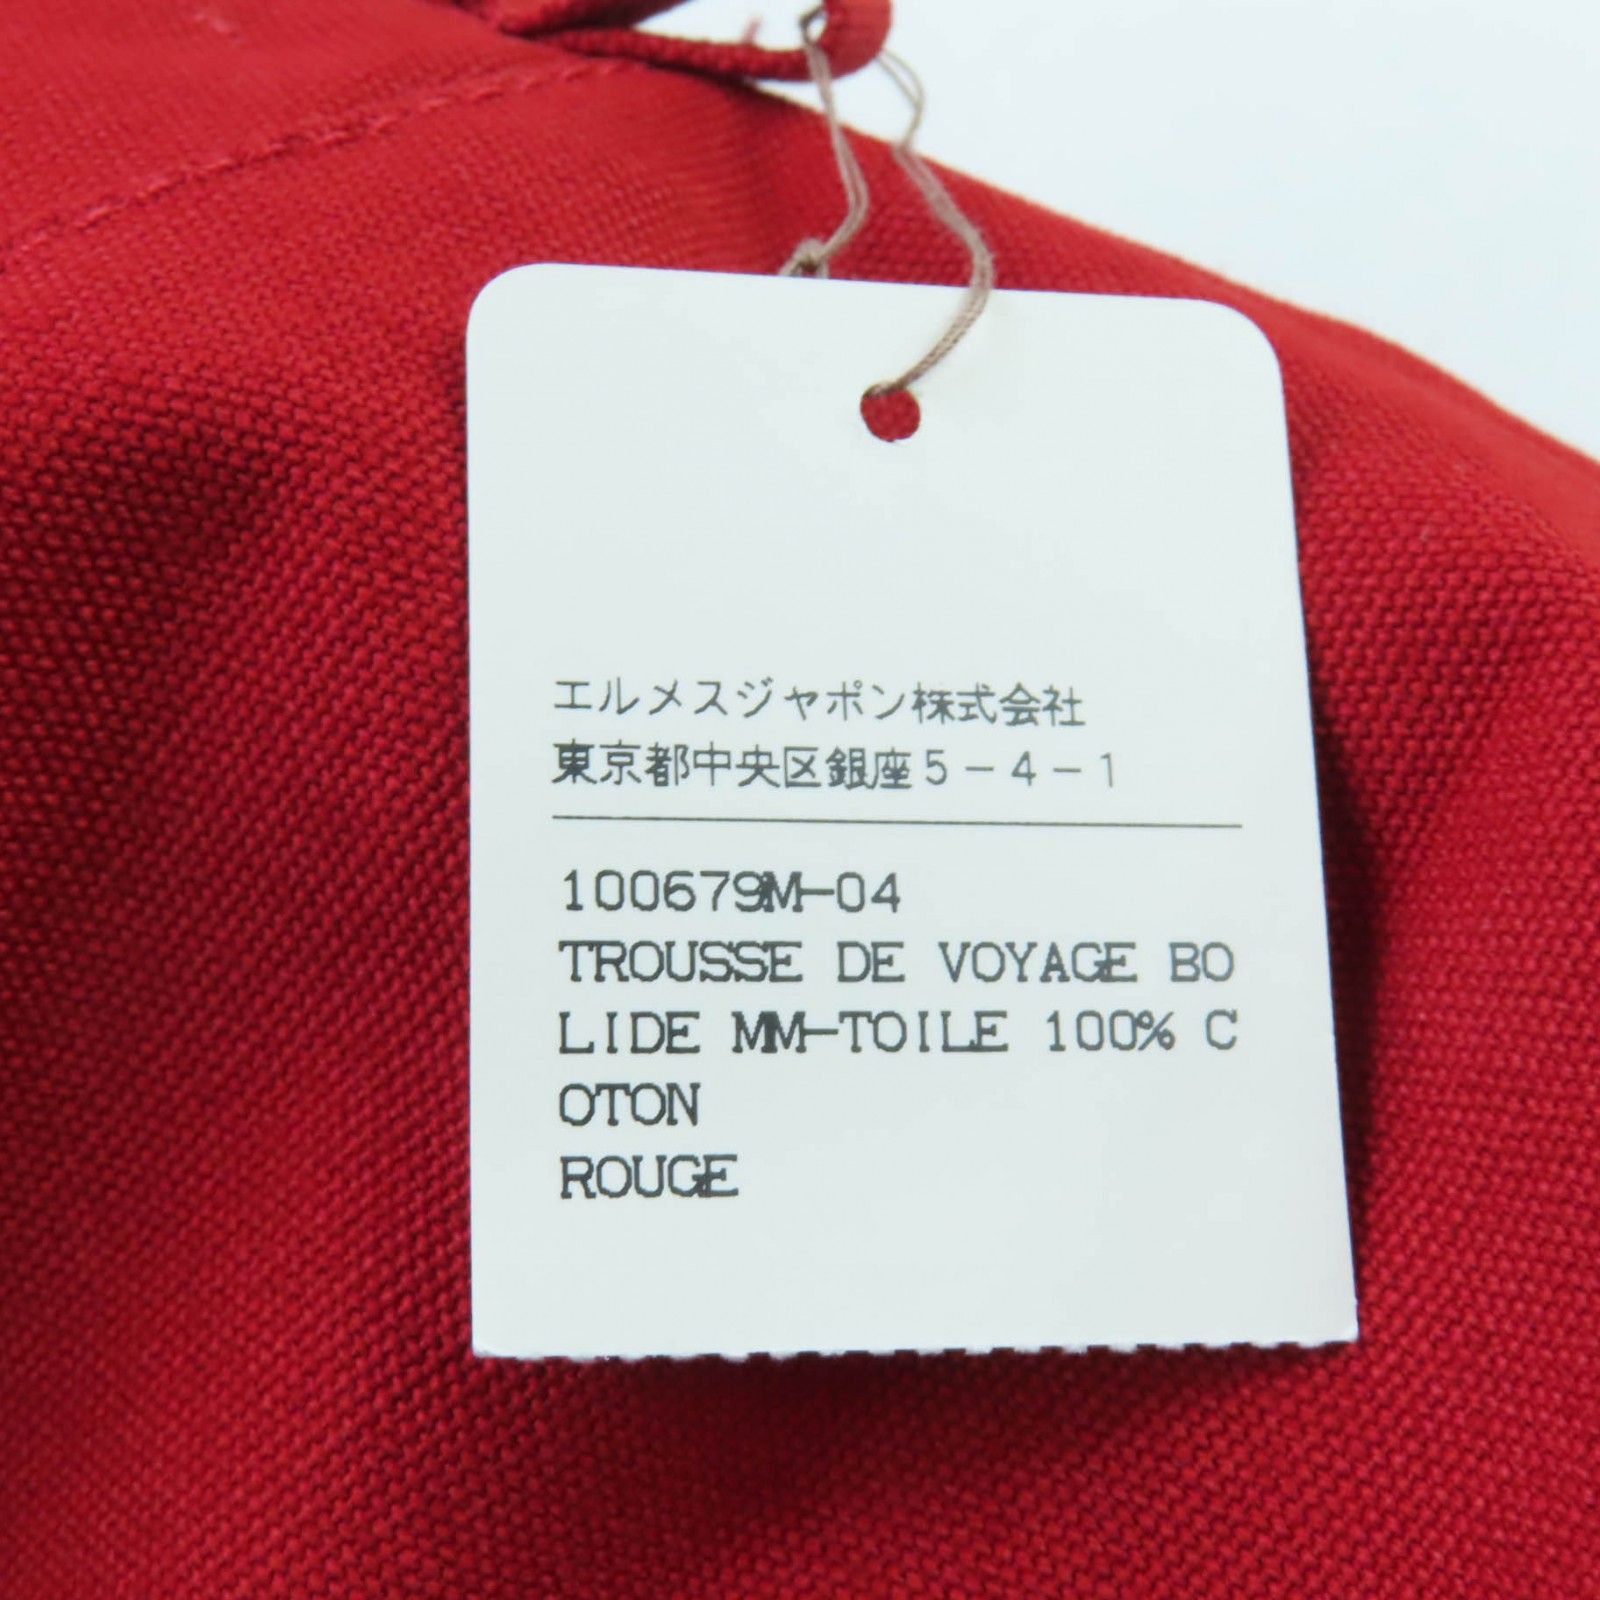 エルメスジャポン株式会社
東京都中央区銀座5-4-1
100679M-04
TROUSSE DE VOYAGE BO
LIDE MM-TOILE 100% C
OTON
ROUGE